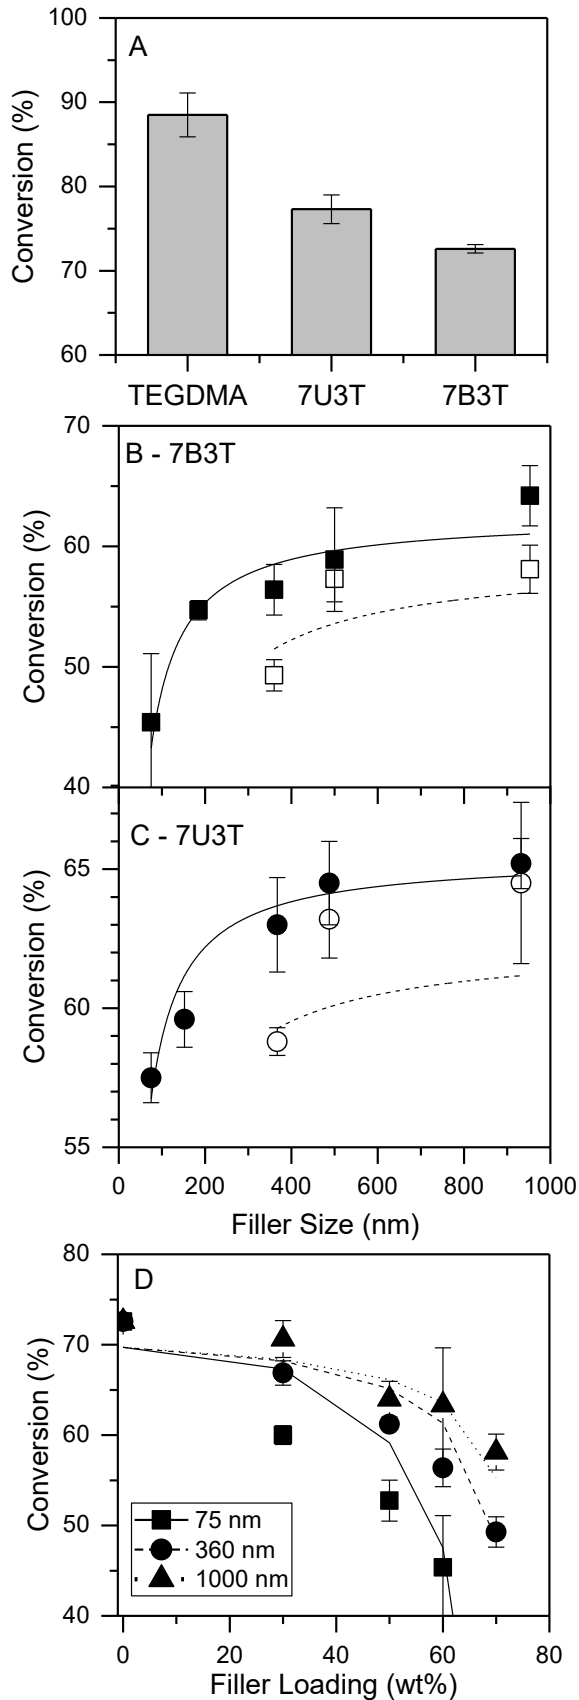 A
Conversion (%)
100
90
80
70
60
TEGDMA 7U3T 7B3T
B - 7B3T
Conversion (%)
70
60
50
40
C - 7U3T
Conversion (%)
65
60
55
0 200 400 600 800 1000
Filler Size (nm)
D
Conversion (%)
80
70
60
50
40
75 nm
360 nm
1000 nm
0 20 40 60 80
Filler Loading (wt%)